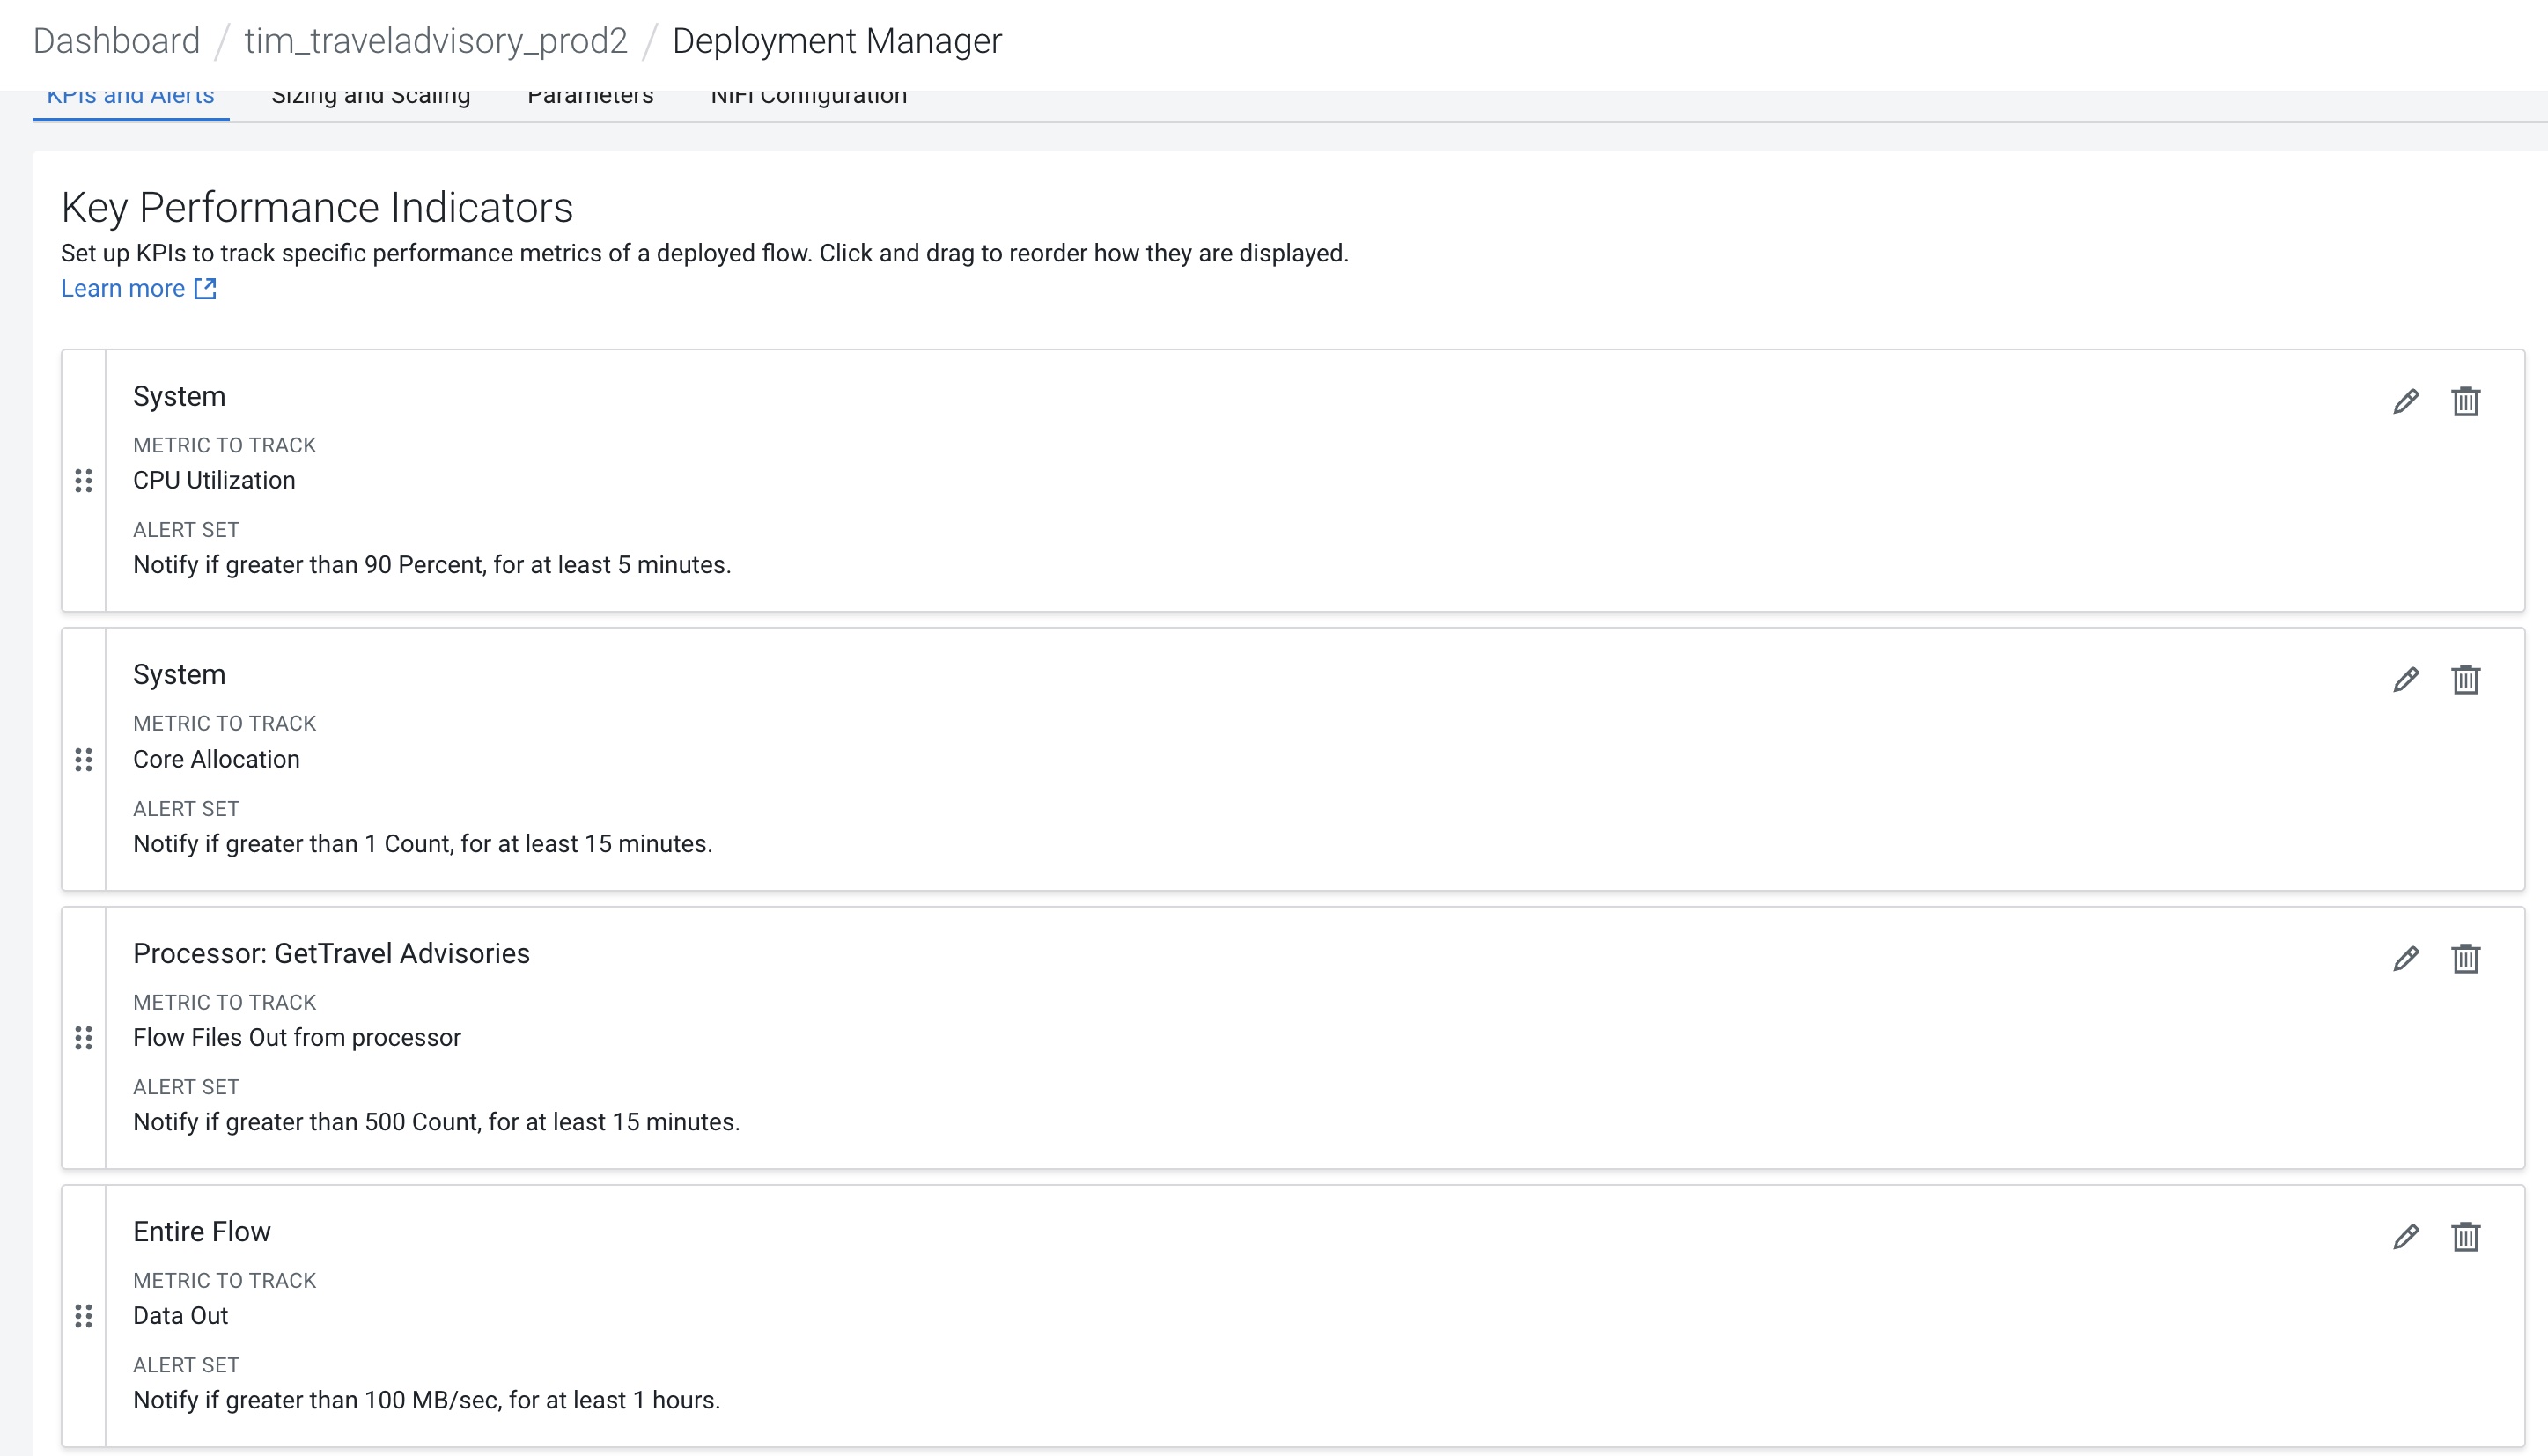 Dashboard / tim_traveladvisory_prod2 / Deployment Manager
KPIs and Alerts Sizing and Scaling Parameters NiFi Configuration
Key Performance Indicators
Set up KPIs to track specific performance metrics of a deployed flow. Click and drag to reorder how they are displayed.
Learn more
System
METRIC TO TRACK
CPU Utilization
ALERT SET
Notify if greater than 90 Percent, for at least 5 minutes.
System
METRIC TO TRACK
Core Allocation
ALERT SET
Notify if greater than 1 Count, for at least 15 minutes.
Processor: GetTravel Advisories
METRIC TO TRACK
Flow Files Out from processor
ALERT SET
Notify if greater than 500 Count, for at least 15 minutes.
Entire Flow
METRIC TO TRACK
Data Out
ALERT SET
Notify if greater than 100 MB/sec, for at least 1 hours.